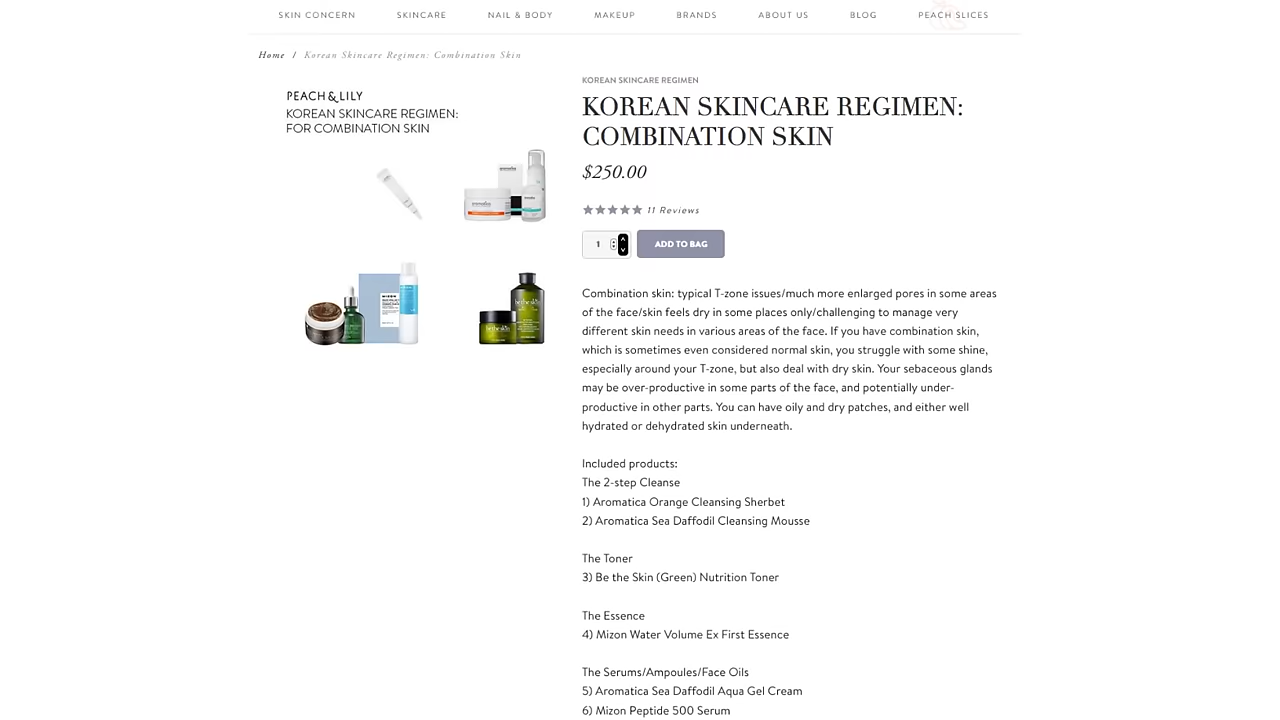 SKIN CONCERN SKINCARE NAIL & BODY MAKEUP BRANDS ABOUT US BLOG PEACH SLICES
Home / Korean Skincare Regimen: Combination Skin
PEACH & LILY
KOREAN SKINCARE REGIMEN:
FOR COMBINATION SKIN
KOREAN SKINCARE REGIMEN
KOREAN SKINCARE REGIMEN:
COMBINATION SKIN
$250.00
11 Reviews
1
ADD TO BAG
Combination skin: typical T-zone issues/much more enlarged pores in some areas
of the face/skin feels dry in some places only/challenging to manage very
different skin needs in various areas of the face. If you have combination skin,
which is sometimes even considered normal skin, you struggle with some shine,
especially around your T-zone, but also deal with dry skin. Your sebaceous glands
may be over-productive in some parts of the face, and potentially under-
productive in other parts. You can have oily and dry patches, and either well
hydrated or dehydrated skin underneath.
Included products:
The 2-step Cleanse
1) Aromatica Orange Cleansing Sherbet
2) Aromatica Sea Daffodil Cleansing Mousse
The Toner
3) Be the Skin (Green) Nutrition Toner
The Essence
4) Mizon Water Volume Ex First Essence
The Serums/Ampoules/Face Oils
5) Aromatica Sea Daffodil Aqua Gel Cream
6) Mizon Peptide 500 Serum
aromatica
MIZON
be the skin
be the skin